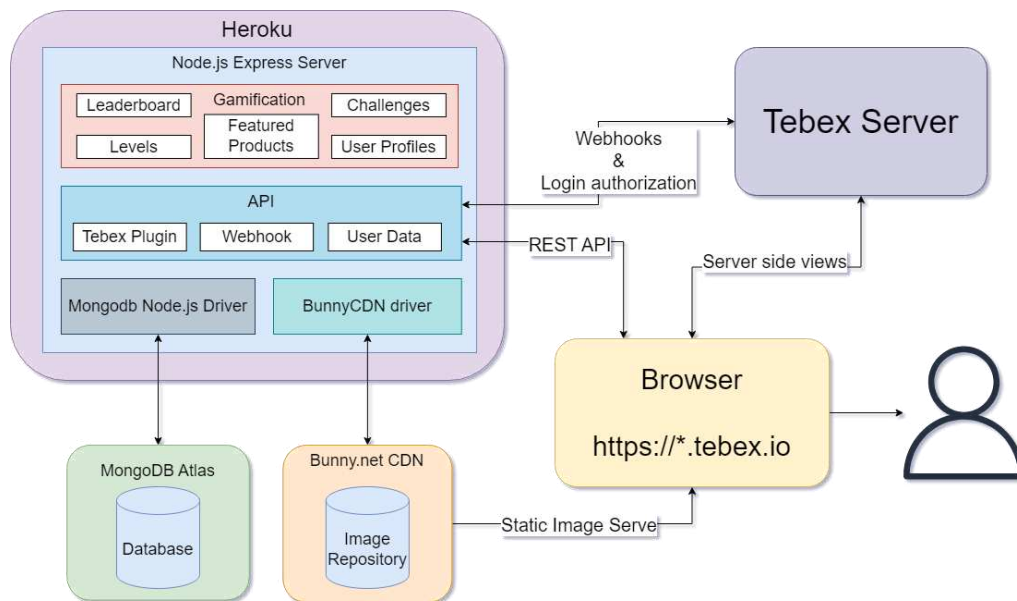 Heroku
Node.js Express Server
Gamification
Leaderboard
Challenges
Featured
Products
Levels
User Profiles
API
Tebex Plugin
Webhook
User Data
Mongodb Node.js Driver
BunnyCDN driver
Webhooks
&
Login authorization
Tebex Server
REST API
Server side views
Browser
https://*.tebex.io
MongoDB Atlas
Database
Bunny.net CDN
Image
Repository
Static Image Serve